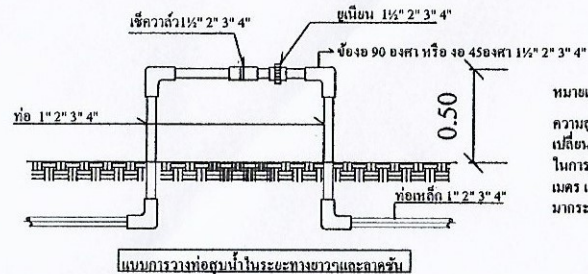 เช็ควาล์ว1½" 2" 3" 4"
ยูเนียน 1½" 2" 3" 4"
ข้องอ 90 องศา หรือ งอ 45องศา 1½" 2" 3" 4"
ท่อ 1" 2" 3" 4"
0.50
หมายเ
ความสู
เปลี่ยน
ในการ
เมตร เ
มากระ
ท่อเหล็ก 1" 2" 3" 4"
แบบการวางท่อสูบน้ำในระยะทางยาวๆและลาดชัน